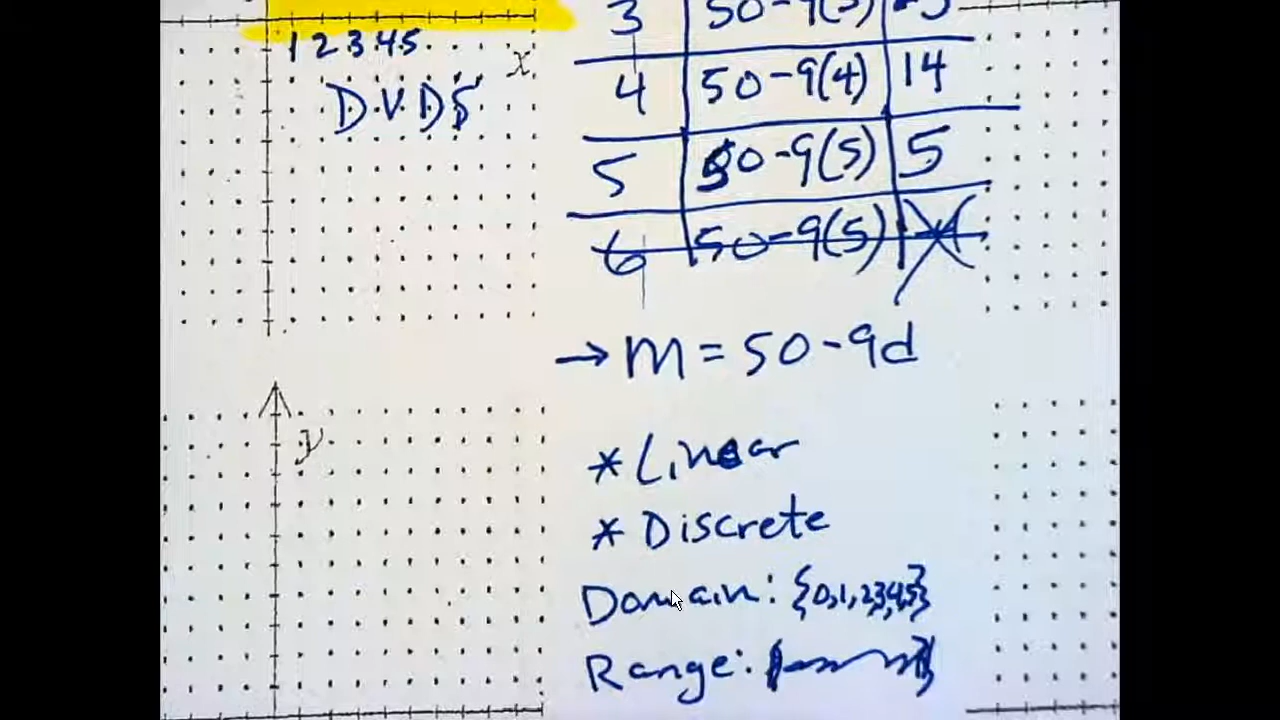 1 2 3 4 5
x
D V D S
3 50-9(3)
4 50-9(4) 14
5 50-9(5) 5
6 50-9(5)
→ m = 50-9d
y
* Linear
* Discrete
Domain: {0,1,2,3,4,5}
Range: